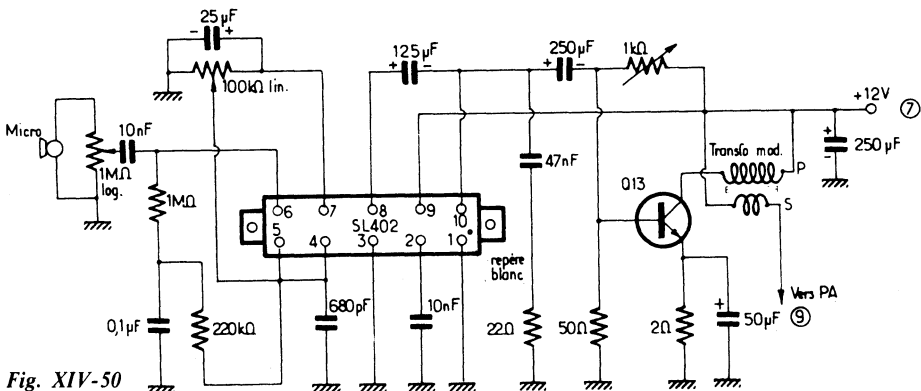 25µF
- +
100kΩ lin.
125µF
+ -
250µF
+ -
1kΩ
+12V
⑦
Micro
10nF
1MΩ
log.
1MΩ
47nF
Q13
Transfo mod.
P
S
+
-
250µF
6 7 8 9 10
SL402
5 4 3 2 1
repère
blanc
Vers PA
⑨
0,1µF
220kΩ
680pF
10nF
22Ω
50Ω
2Ω
+
50µF
Fig. XIV-50